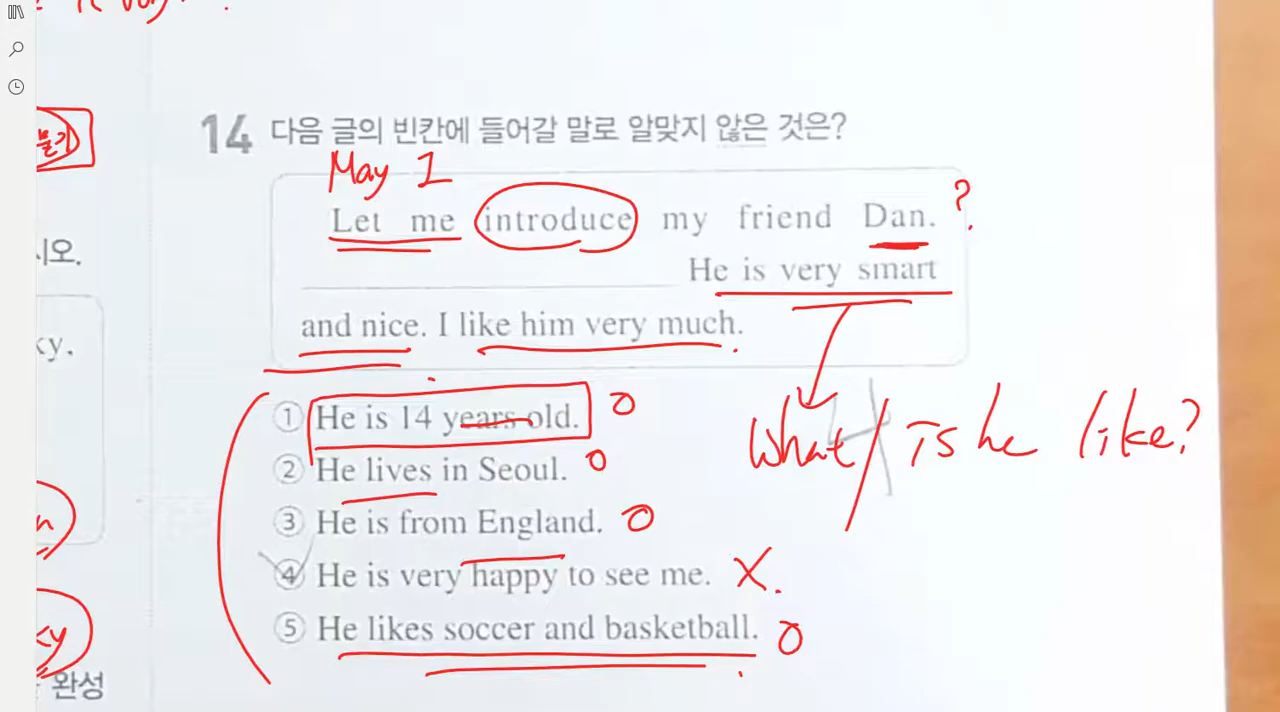 14 다음 글의 빈칸에 들어갈 말로 알맞지 않은 것은?
May 1
Let me introduce my friend Dan. ?
He is very smart
and nice. I like him very much.
① He is 14 years old. O
② He lives in Seoul. O
What is he like?
③ He is from England. O
④ He is very happy to see me. X.
⑤ He likes soccer and basketball. O
시오.
ky.
완성